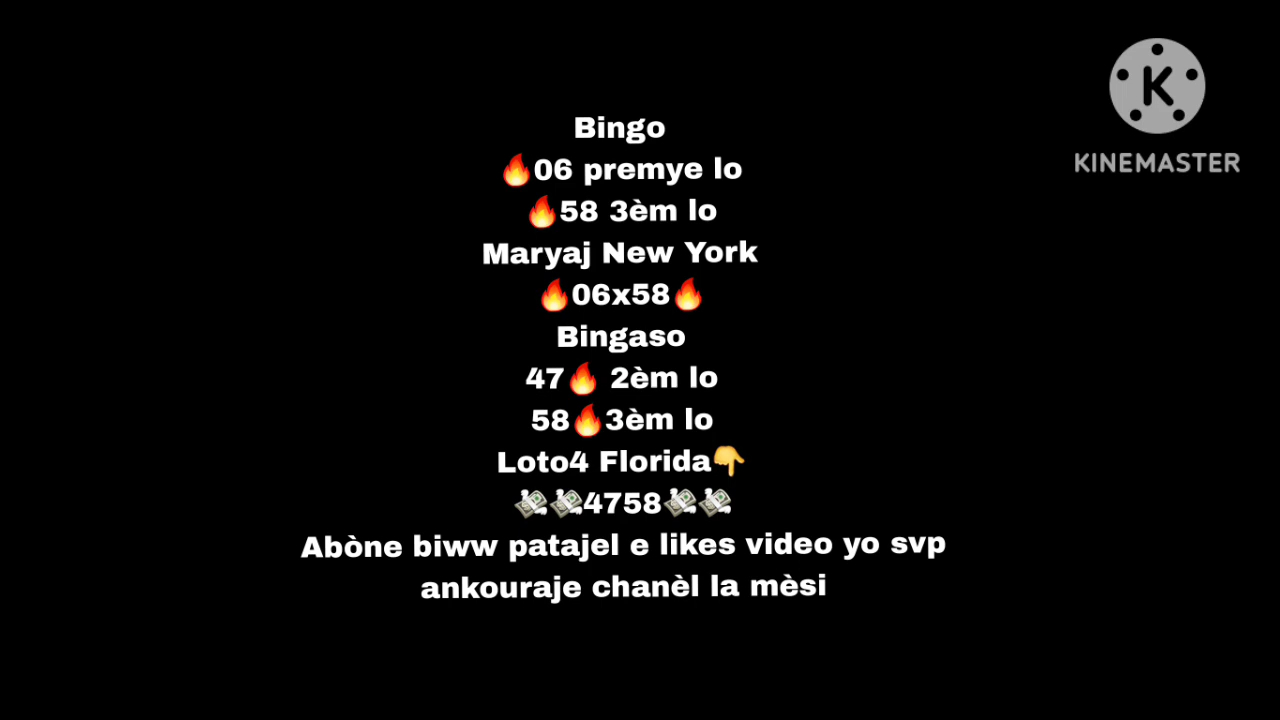 Bingo
🔥06 premye lo
🔥58 3èm lo
Maryaj New York
🔥06x58🔥
Bingaso
47🔥 2èm lo
58🔥3èm lo
Loto4 Florida👇
💸💸4758💸💸
Abòne biww patajel e likes video yo svp
ankouraje chanèl la mèsi
K
KINEMASTER